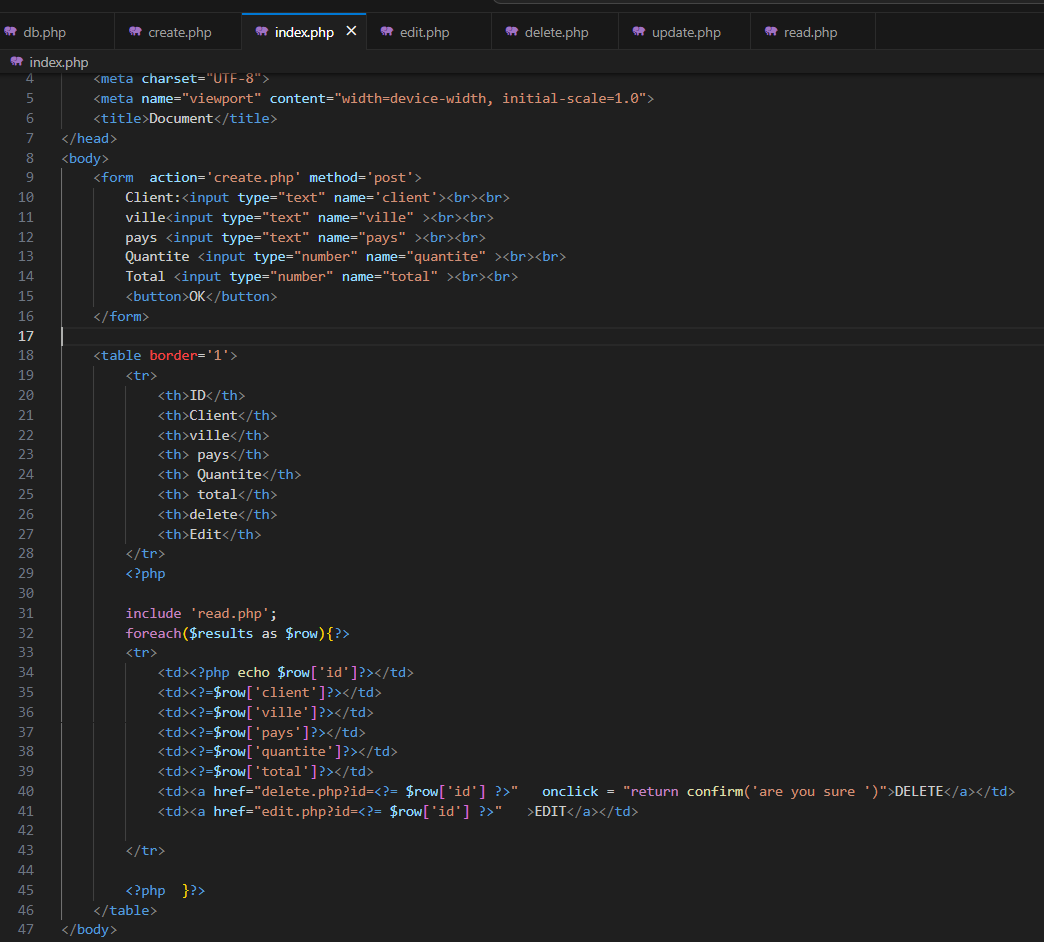 db.php create.php index.php × edit.php delete.php update.php read.php
index.php
4 <meta charset="UTF-8">
5 <meta name="viewport" content="width=device-width, initial-scale=1.0">
6 <title>Document</title>
7 </head>
8 <body>
9 <form  action='create.php' method='post'>
10 Client:<input type="text" name='client'><br><br>
11 ville<input type="text" name="ville" ><br><br>
12 pays <input type="text" name="pays" ><br><br>
13 Quantite <input type="number" name="quantite" ><br><br>
14 Total <input type="number" name="total" ><br><br>
15 <button>OK</button>
16 </form>
17
18 <table border='1'>
19 <tr>
20 <th>ID</th>
21 <th>Client</th>
22 <th>ville</th>
23 <th> pays</th>
24 <th> Quantite</th>
25 <th> total</th>
26 <th>delete</th>
27 <th>Edit</th>
28 </tr>
29 <?php
30
31 include 'read.php';
32 foreach($results as $row){?>
33 <tr>
34 <td><?php echo $row['id']?></td>
35 <td><?=$row['client']?></td>
36 <td><?=$row['ville']?></td>
37 <td><?=$row['pays']?></td>
38 <td><?=$row['quantite']?></td>
39 <td><?=$row['total']?></td>
40 <td><a href="delete.php?id=<?= $row['id'] ?>"   onclick = "return confirm('are you sure ')">DELETE</a></td>
41 <td><a href="edit.php?id=<?= $row['id'] ?>"   >EDIT</a></td>
42
43 </tr>
44
45 <?php  }?>
46 </table>
47 </body>